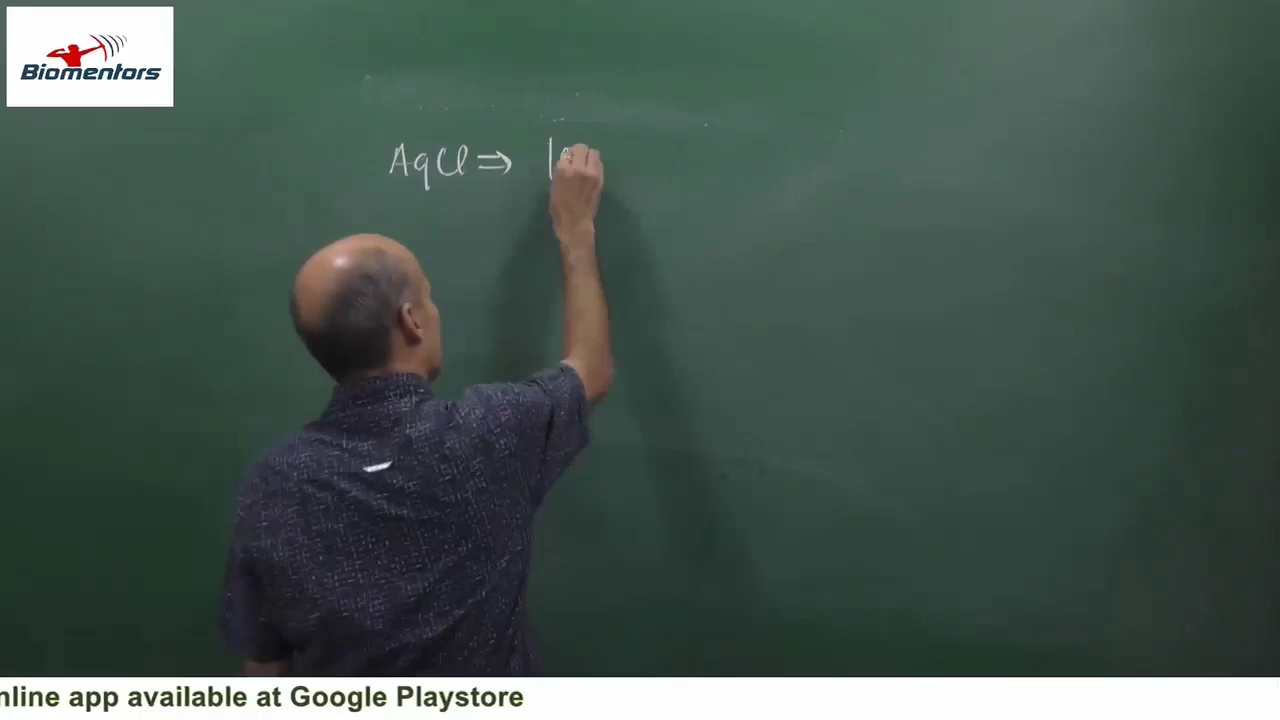 Biomentors
AgCl ⇒
nline app available at Google Playstore